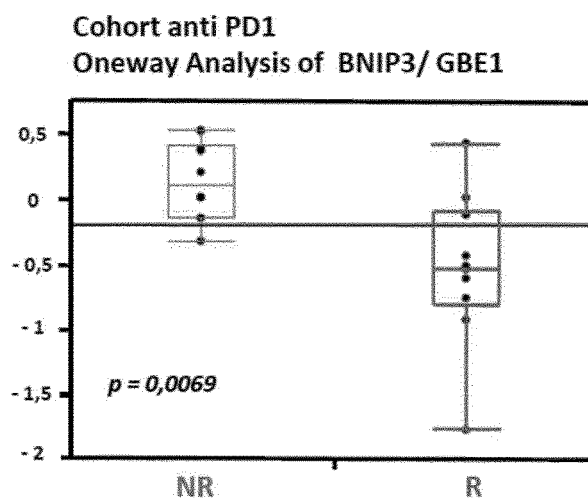 Cohort anti PD1
Oneway Analysis of BNIP3/ GBE1
0,5
0
- 0,5
- 1
- 1,5
- 2
p = 0,0069
NR
R